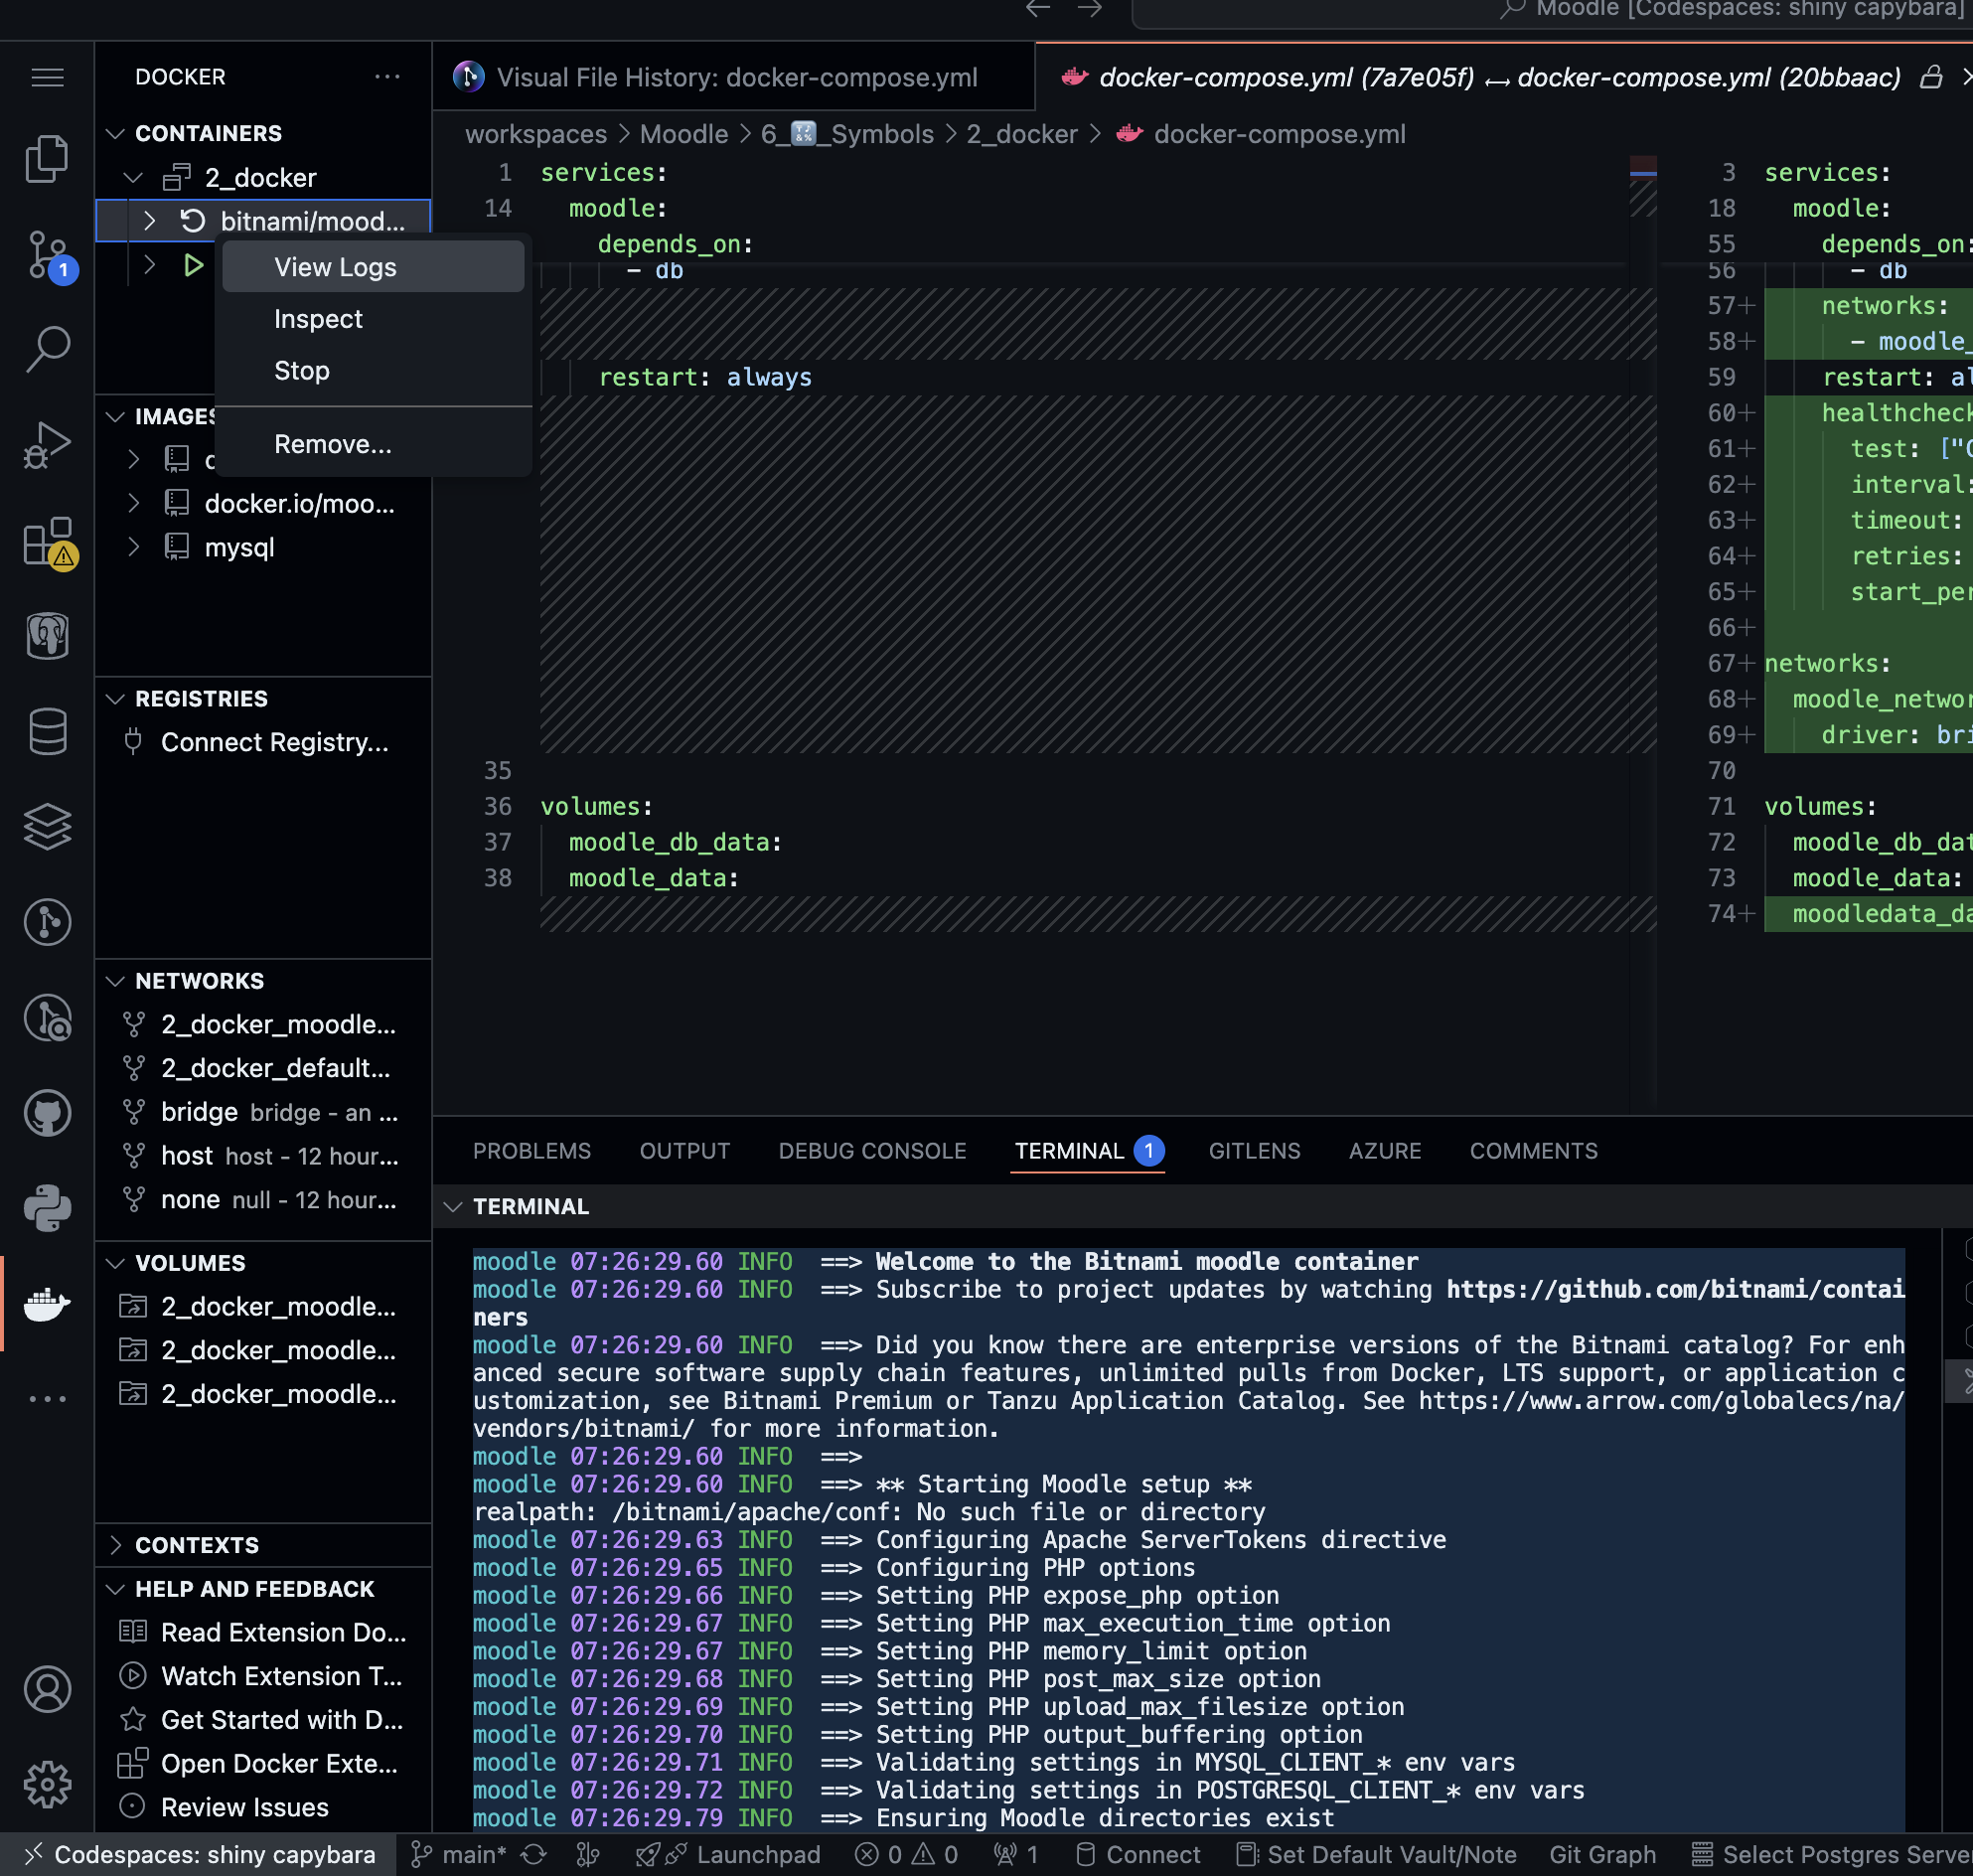 Moodle [Codespaces: shiny capybara]
DOCKER
CONTAINERS
2_docker
bitnami/mood...
View Logs
Inspect
Stop
Remove...
IMAGES
docker.io/moo...
mysql
REGISTRIES
Connect Registry...
NETWORKS
2_docker_moodle...
2_docker_default...
bridge bridge - an ...
host host - 12 hour...
none null - 12 hour...
VOLUMES
2_docker_moodle...
2_docker_moodle...
2_docker_moodle...
CONTEXTS
HELP AND FEEDBACK
Read Extension Do...
Watch Extension T...
Get Started with D...
Open Docker Exte...
Review Issues
1
Visual File History: docker-compose.yml
docker-compose.yml (7a7e05f) ↔ docker-compose.yml (20bbaac)
workspaces > Moodle > 6_🔣_Symbols > 2_docker > docker-compose.yml
1 services:
14 moodle:
depends_on:
- db
restart: always
35
36 volumes:
37 moodle_db_data:
38 moodle_data:
3 services:
18 moodle:
55 depends_on:
56 - db
57+ networks:
58+ - moodle_
59 restart: al
60+ healthcheck
61+ test: ["C
62+ interval:
63+ timeout:
64+ retries:
65+ start_per
66+
67+ networks:
68+ moodle_networ
69+ driver: bri
70
71 volumes:
72 moodle_db_dat
73 moodle_data:
74+ moodledata_da
PROBLEMS OUTPUT DEBUG CONSOLE TERMINAL 1 GITLENS AZURE COMMENTS
TERMINAL
moodle 07:26:29.60 INFO ==> Welcome to the Bitnami moodle container
moodle 07:26:29.60 INFO ==> Subscribe to project updates by watching https://github.com/bitnami/contai
ners
moodle 07:26:29.60 INFO ==> Did you know there are enterprise versions of the Bitnami catalog? For enh
anced secure software supply chain features, unlimited pulls from Docker, LTS support, or application c
ustomization, see Bitnami Premium or Tanzu Application Catalog. See https://www.arrow.com/globalecs/na/
vendors/bitnami/ for more information.
moodle 07:26:29.60 INFO ==>
moodle 07:26:29.60 INFO ==> ** Starting Moodle setup **
realpath: /bitnami/apache/conf: No such file or directory
moodle 07:26:29.63 INFO ==> Configuring Apache ServerTokens directive
moodle 07:26:29.65 INFO ==> Configuring PHP options
moodle 07:26:29.66 INFO ==> Setting PHP expose_php option
moodle 07:26:29.67 INFO ==> Setting PHP max_execution_time option
moodle 07:26:29.67 INFO ==> Setting PHP memory_limit option
moodle 07:26:29.68 INFO ==> Setting PHP post_max_size option
moodle 07:26:29.69 INFO ==> Setting PHP upload_max_filesize option
moodle 07:26:29.70 INFO ==> Setting PHP output_buffering option
moodle 07:26:29.71 INFO ==> Validating settings in MYSQL_CLIENT_* env vars
moodle 07:26:29.72 INFO ==> Validating settings in POSTGRESQL_CLIENT_* env vars
moodle 07:26:29.79 INFO ==> Ensuring Moodle directories exist
Codespaces: shiny capybara main* Launchpad 0 0 1 Connect Set Default Vault/Note Git Graph Select Postgres Server